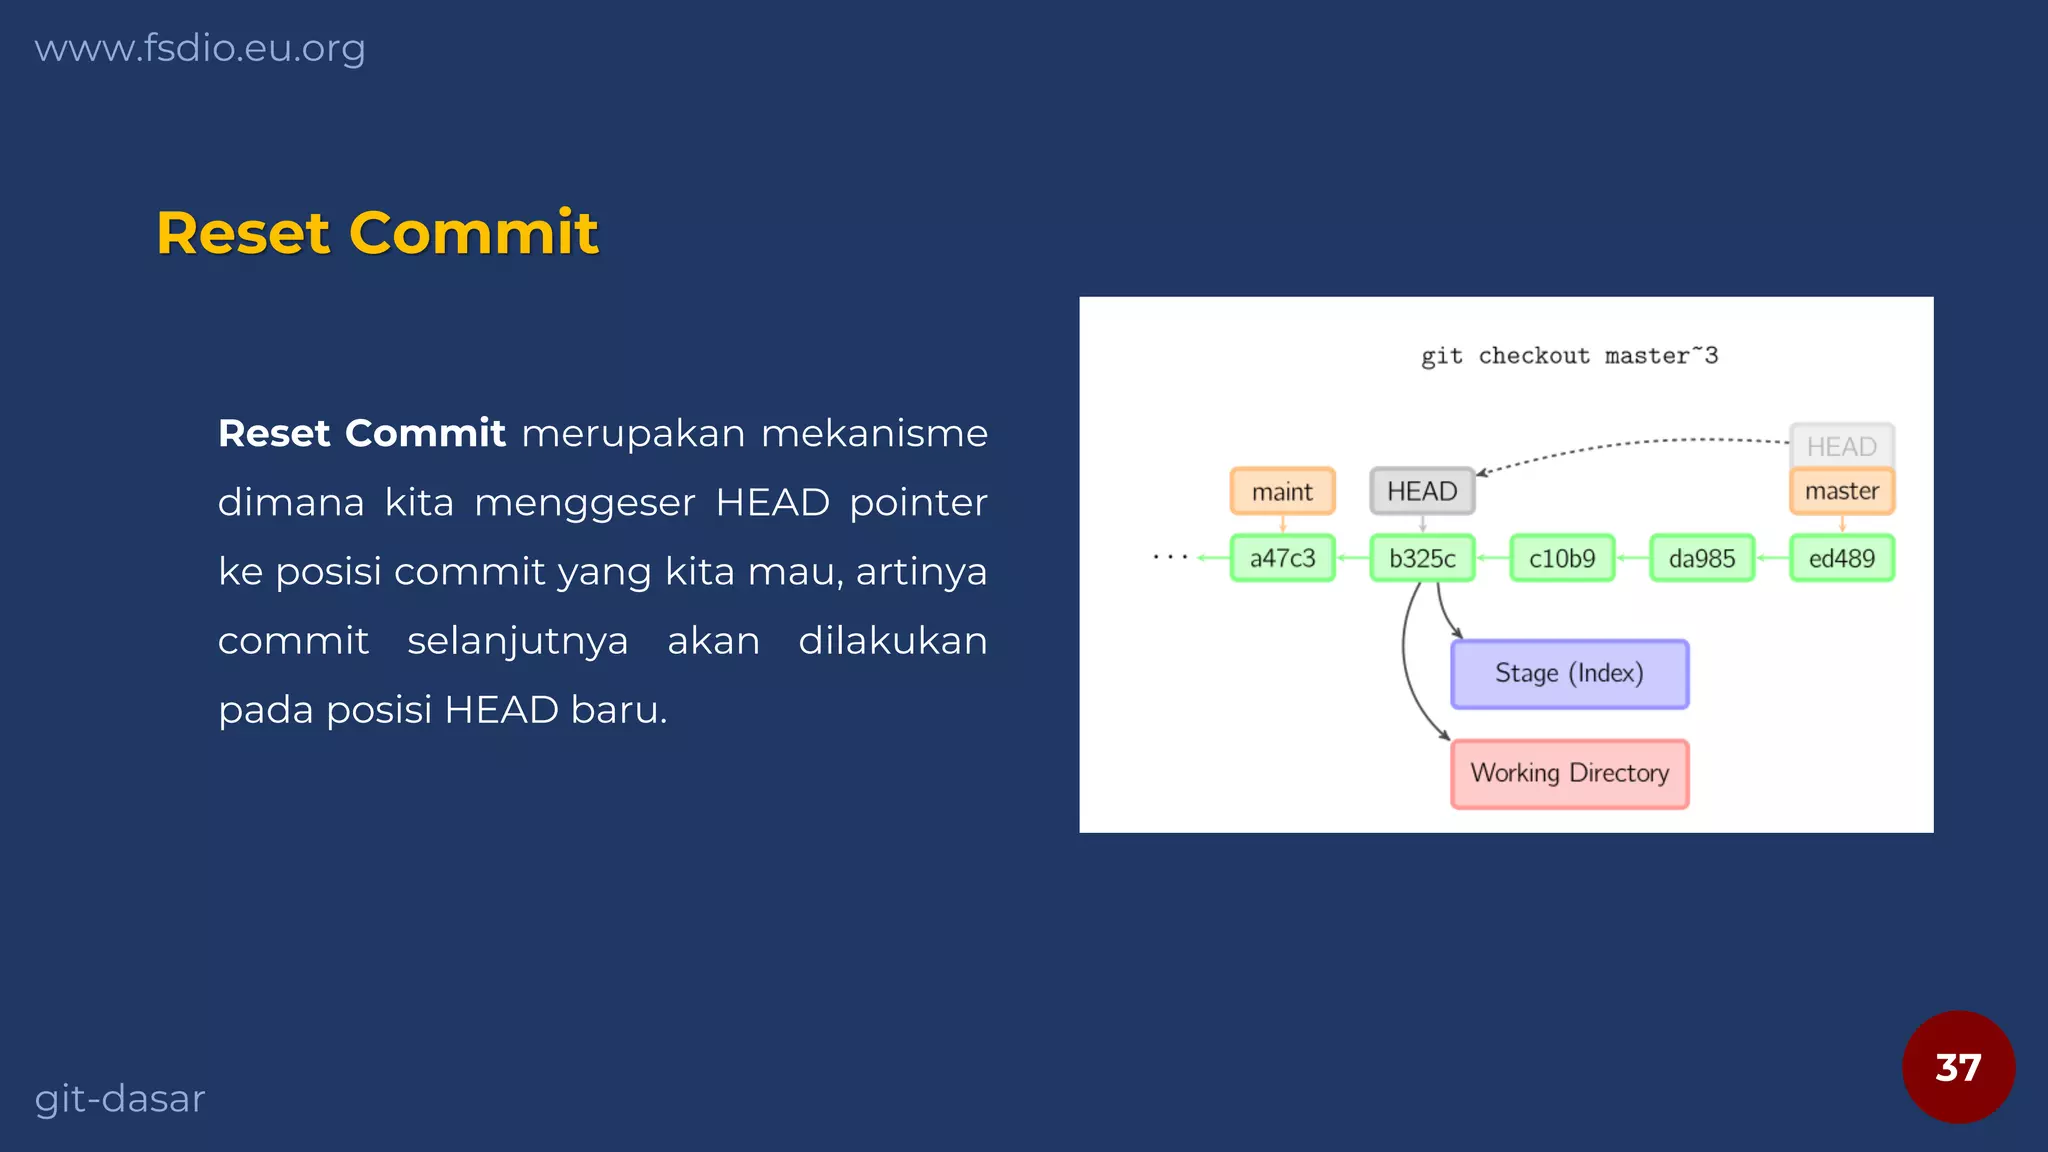 www.fsdio.eu.org
Reset Commit
Reset Commit merupakan mekanisme
dimana kita menggeser HEAD pointer
ke posisi commit yang kita mau, artinya
commit selanjutnya akan dilakukan
pada posisi HEAD baru.
git checkout master~3
HEAD
maint HEAD master
... a47c3 b325c c10b9 da985 ed489
Stage (Index)
Working Directory
37
git-dasar